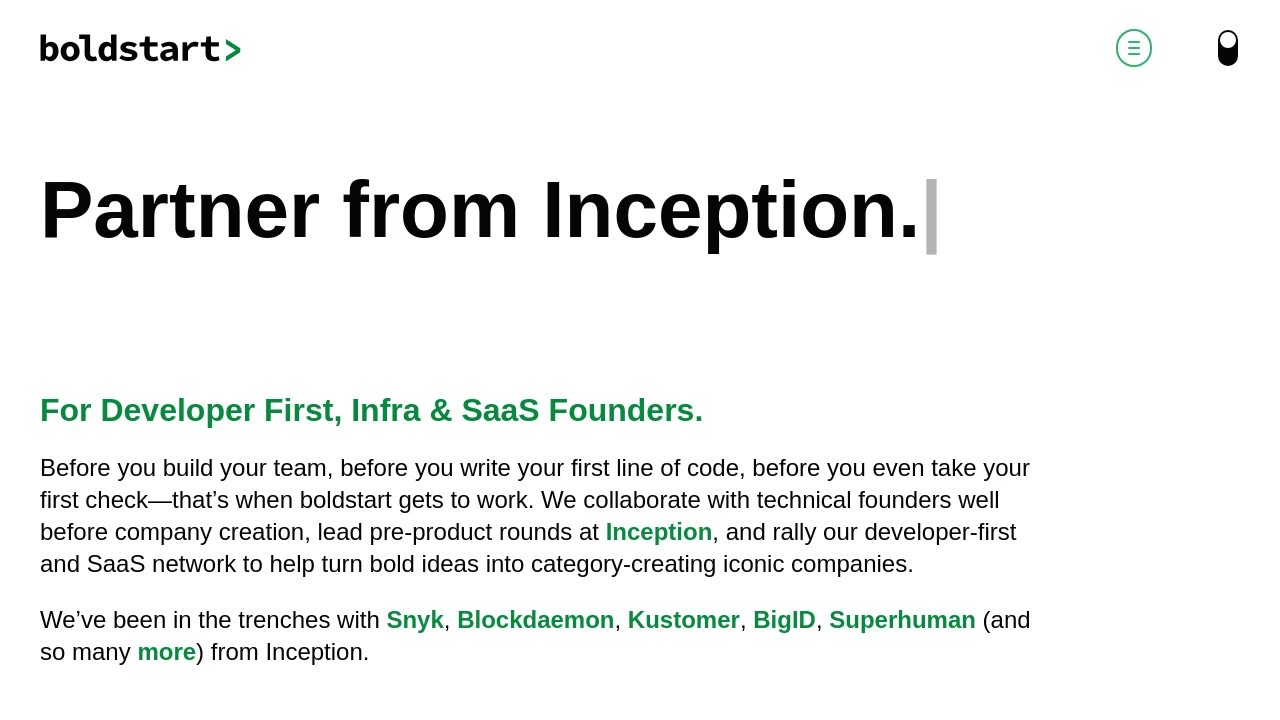 boldstart>
Partner from Inception.|
For Developer First, Infra & SaaS Founders.
Before you build your team, before you write your first line of code, before you even take your
first check—that’s when boldstart gets to work. We collaborate with technical founders well
before company creation, lead pre-product rounds at Inception, and rally our developer-first
and SaaS network to help turn bold ideas into category-creating iconic companies.
We’ve been in the trenches with Snyk, Blockdaemon, Kustomer, BigID, Superhuman (and
so many more) from Inception.